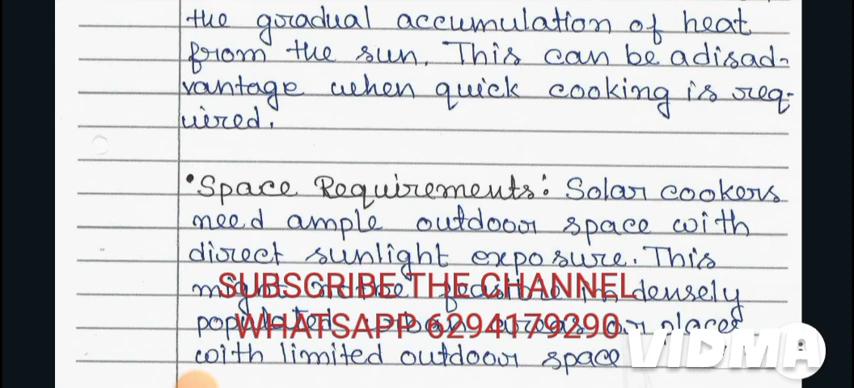 the gradual accumulation of heat
from the sun. This can be a disad-
vantage when quick cooking is req-
uired.
• Space Requirements: Solar cookers
need ample outdoor space with
direct sunlight exposure. This
densely
SUBSCRIBE THE CHANNEL
or places
WHATSAPP 6294179290
with limited outdoor space
VIDMA